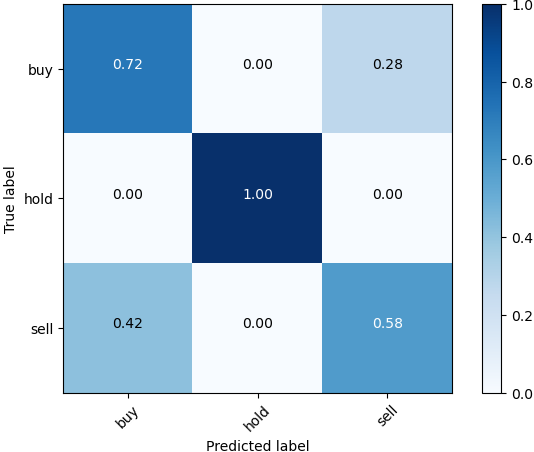 1.0
buy 0.72 0.00 0.28
0.8
0.6
True label
hold 0.00 1.00 0.00
0.4
sell 0.42 0.00 0.58
0.2
0.0
buy hold sell
Predicted label